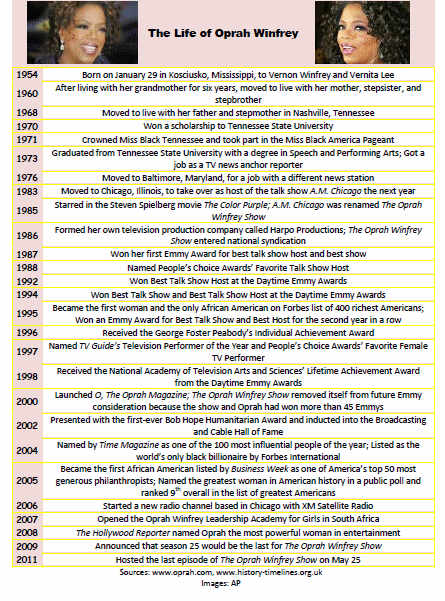 The Life of Oprah Winfrey
1954 Born on January 29 in Kosciusko, Mississippi, to Vernon Winfrey and Vernita Lee
1960 After living with her grandmother for six years, moved to live with her mother, stepsister, and
stepbrother
1968 Moved to live with her father and stepmother in Nashville, Tennessee
1970 Won a scholarship to Tennessee State University
1971 Crowned Miss Black Tennessee and took part in the Miss Black America Pageant
1973 Graduated from Tennessee State University with a degree in Speech and Performing Arts; Got a
job as a TV news anchor reporter
1976 Moved to Baltimore, Maryland, for a job with a different news station
1983 Moved to Chicago, Illinois, to take over as host of the talk show A.M. Chicago the next year
1985 Starred in the Steven Spielberg movie The Color Purple; A.M. Chicago was renamed The Oprah
Winfrey Show
1986 Formed her own television production company called Harpo Productions; The Oprah Winfrey
Show entered national syndication
1987 Won her first Emmy Award for best talk show host and best show
1988 Named People's Choice Awards' Favorite Talk Show Host
1992 Won Best Talk Show Host at the Daytime Emmy Awards
1994 Won Best Talk Show and Best Talk Show Host at the Daytime Emmy Awards
1995 Became the first woman and the only African American on Forbes list of 400 richest Americans;
Won an Emmy Award for Best Talk Show and Best Host for the second year in a row
1996 Received the George Foster Peabody's Individual Achievement Award
1997 Named TV Guide's Television Performer of the Year and People's Choice Awards' Favorite Female
TV Performer
1998 Received the National Academy of Television Arts and Sciences' Lifetime Achievement Award
from the Daytime Emmy Awards
2000 Launched O, The Oprah Magazine; The Oprah Winfrey Show removed itself from future Emmy
consideration because the show and Oprah had won more than 45 Emmys
2002 Presented with the first-ever Bob Hope Humanitarian Award and inducted into the Broadcasting
and Cable Hall of Fame
2004 Named by Time Magazine as one of the 100 most influential people of the year; Listed as the
world's only black billionaire by Forbes International
2005 Became the first African American listed by Business Week as one of America's top 50 most
generous philanthropists; Named the greatest woman in American history in a public poll and
ranked 9th overall in the list of greatest Americans
2006 Started a new radio channel based in Chicago with XM Satellite Radio
2007 Opened the Oprah Winfrey Leadership Academy for Girls in South Africa
2008 The Hollywood Reporter named Oprah the most powerful woman in entertainment
2009 Announced that season 25 would be the last for The Oprah Winfrey Show
2011 Hosted the last episode of The Oprah Winfrey Show on May 25
Sources: www.oprah.com, www.history-timelines.org.uk
Images: AP